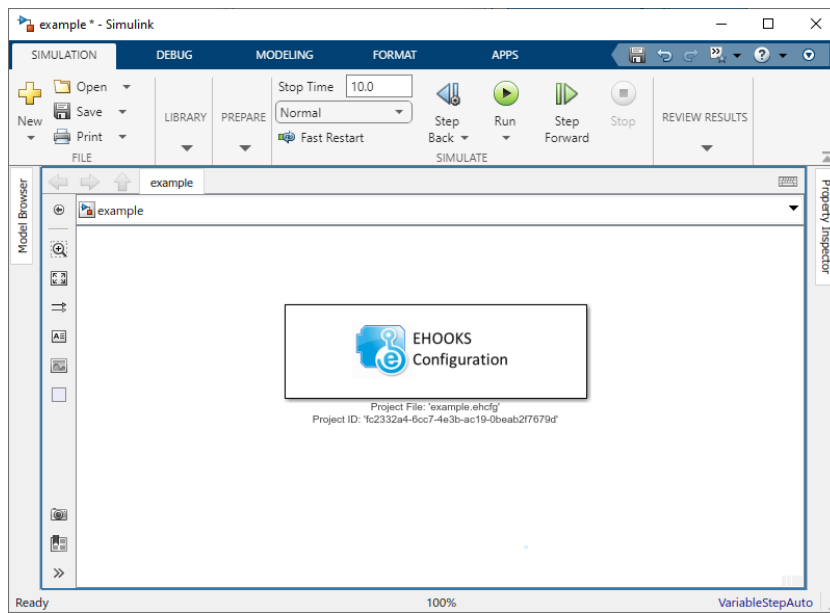 example * - Simulink
SIMULATION DEBUG MODELING FORMAT APPS
New
Open
Save
Print
FILE
LIBRARY
PREPARE
Stop Time 10.0
Normal
Fast Restart
Step Back
Run
Step Forward
Stop
SIMULATE
REVIEW RESULTS
Model Browser
example
example
Property Inspector
EHOOKS
Configuration
Project File: 'example.ehcfg'
Project ID: 'fc2332a4-6cc7-4e3b-ac19-0beab2f7679d'
Ready 100% VariableStepAuto